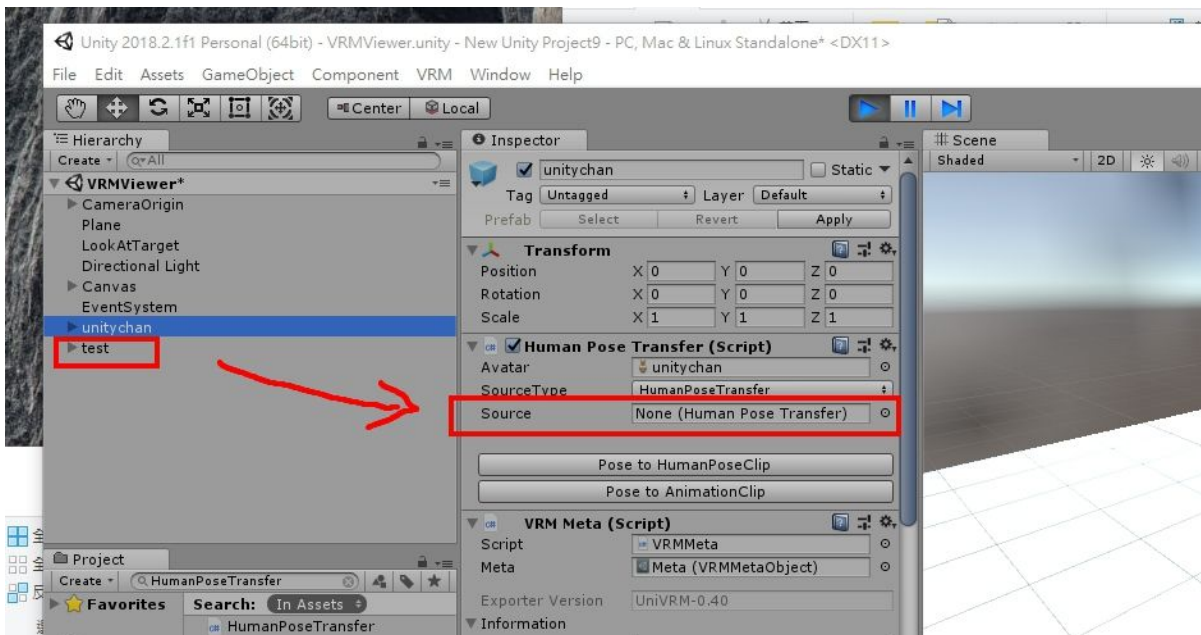 Unity 2018.2.1f1 Personal (64bit) - VRMViewer.unity - New Unity Project9 - PC, Mac & Linux Standalone* <DX11>
File Edit Assets GameObject Component VRM Window Help
Center Local
Hierarchy
Create All
VRMViewer*
CameraOrigin
Plane
LookAtTarget
Directional Light
Canvas
EventSystem
unitychan
test
Inspector
unitychan Static
Tag Untagged Layer Default
Prefab Select Revert Apply
Transform
Position X 0 Y 0 Z 0
Rotation X 0 Y 0 Z 0
Scale X 1 Y 1 Z 1
Human Pose Transfer (Script)
Avatar unitychan
SourceType HumanPoseTransfer
Source None (Human Pose Transfer)
Pose to HumanPoseClip
Pose to AnimationClip
VRM Meta (Script)
Script VRMMeta
Meta Meta (VRMMetaObject)
Exporter Version UniVRM-0.40
Information
Scene
Shaded 2D
Project
Create HumanPoseTransfer
Favorites Search: In Assets
HumanPoseTransfer